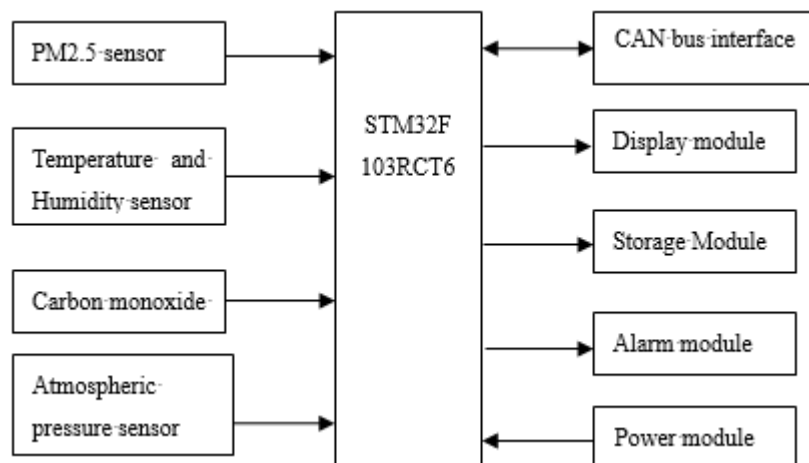 PM2.5 sensor
Temperature and
Humidity sensor
Carbon monoxide
Atmospheric
pressure sensor
STM32F
103RCT6
CAN bus interface
Display module
Storage Module
Alarm module
Power module